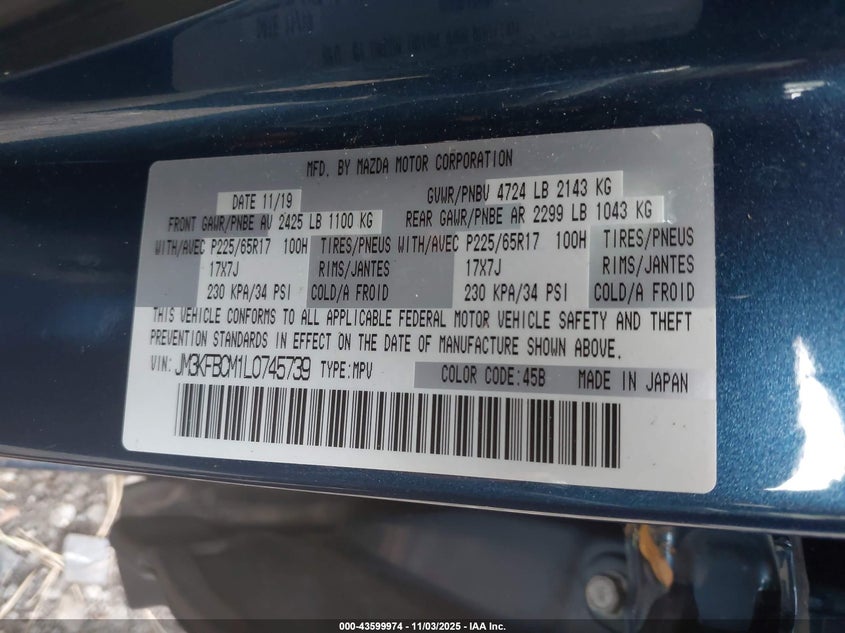 MFD. BY MAZDA MOTOR CORPORATION
DATE 11/19 GVWR/PNBV 4724 LB 2143 KG
FRONT GAWR/PNBE AV 2425 LB 1100 KG REAR GAWR/PNBE AR 2299 LB 1043 KG
WITH/AVEC P225/65R17 100H TIRES/PNEUS WITH/AVEC P225/65R17 100H TIRES/PNEUS
17X7J RIMS/JANTES 17X7J RIMS/JANTES
230 KPA/34 PSI COLD/A FROID 230 KPA/34 PSI COLD/A FROID
THIS VEHICLE CONFORMS TO ALL APPLICABLE FEDERAL MOTOR VEHICLE SAFETY AND THEFT
PREVENTION STANDARDS IN EFFECT ON THE DATE OF MANUFACTURE SHOWN ABOVE.
VIN: JM3KFBCM1L0745739 TYPE:MPV COLOR CODE:45B MADE IN JAPAN
000-43599974 - 11/03/2025 - IAA Inc.